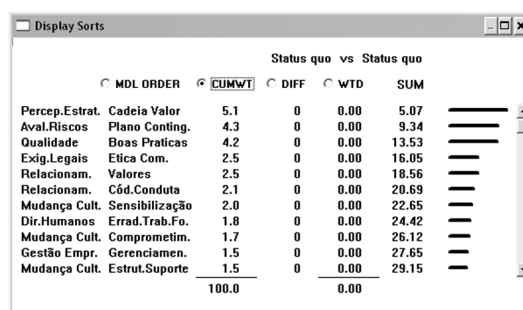 Display Sorts
Status quo vs Status quo
MDL ORDER CUMWT DIFF WTD SUM
Percep.Estrat. Cadeia Valor 5.1 0 0.00 5.07
Aval.Riscos Plano Conting. 4.3 0 0.00 9.34
Qualidade Boas Praticas 4.2 0 0.00 13.53
Exig.Legais Etica Com. 2.5 0 0.00 16.05
Relacionam. Valores 2.5 0 0.00 18.56
Relacionam. Cód.Conduta 2.1 0 0.00 20.69
Mudança Cult. Sensibilização 2.0 0 0.00 22.65
Dir.Humanos Errad.Trab.Fo. 1.8 0 0.00 24.42
Mudança Cult. Comprometim. 1.7 0 0.00 26.12
Gestão Empr. Gerenciamen. 1.5 0 0.00 27.65
Mudança Cult. Estrut.Suporte 1.5 0 0.00 29.15
100.0 0.00